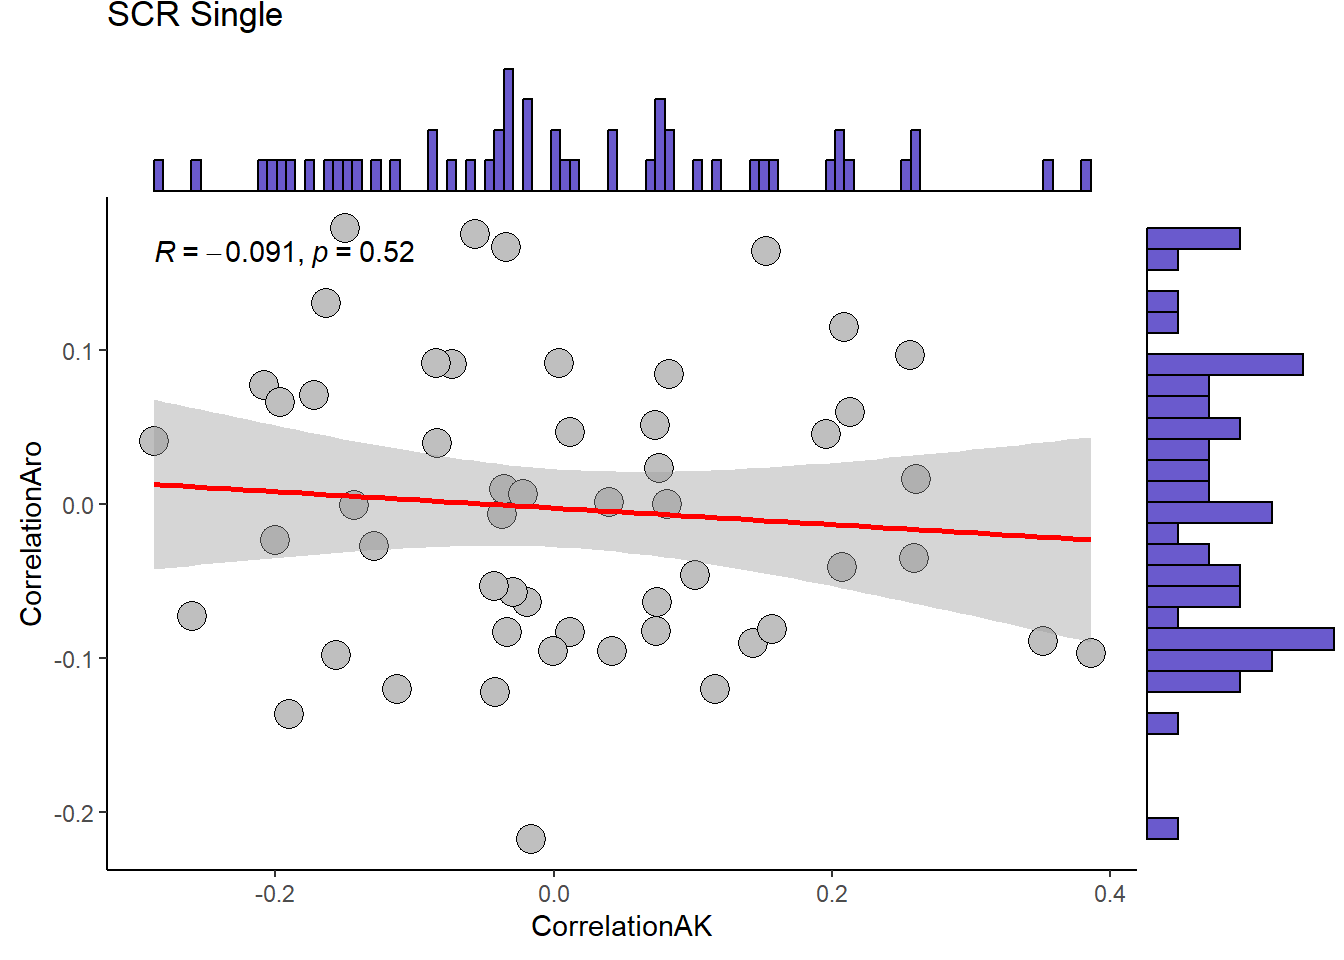 SCR Single
R = −0.091, p = 0.52
CorrelationAro
0.1
0.0
-0.1
-0.2
-0.2
0.0
0.2
0.4
CorrelationAK